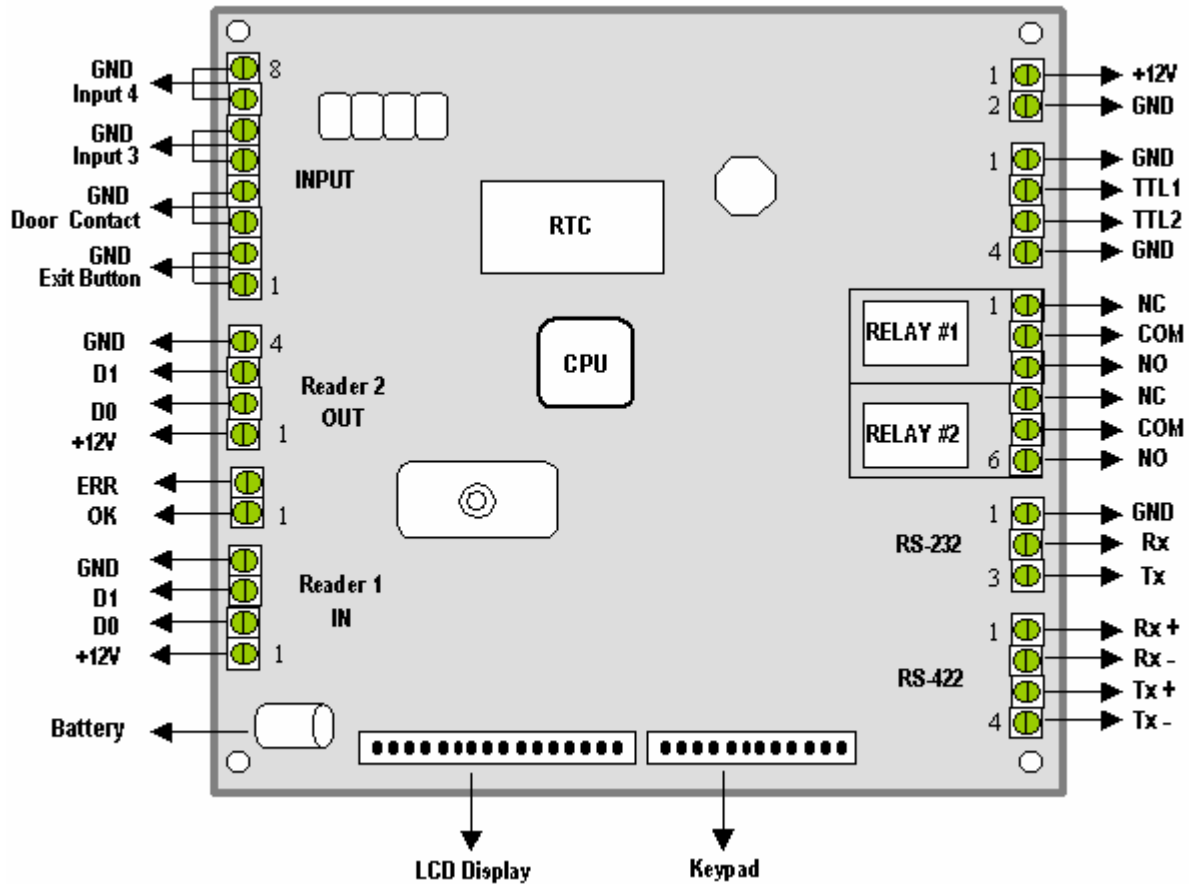 GND
Input 4
GND
Input 3
GND
Door Contact
GND
Exit Button
8
1
INPUT
GND
D1
D0
+12V
4
1
Reader 2
OUT
ERR
OK
1
GND
D1
D0
+12V
1
Reader 1
IN
Battery
RTC
CPU
LCD Display
Keypad
1
2
+12V
GND
1
4
GND
TTL1
TTL2
GND
RELAY #1
RELAY #2
1
6
NC
COM
NO
NC
COM
NO
RS-232
1
3
GND
Rx
Tx
RS-422
1
4
Rx +
Rx -
Tx +
Tx -